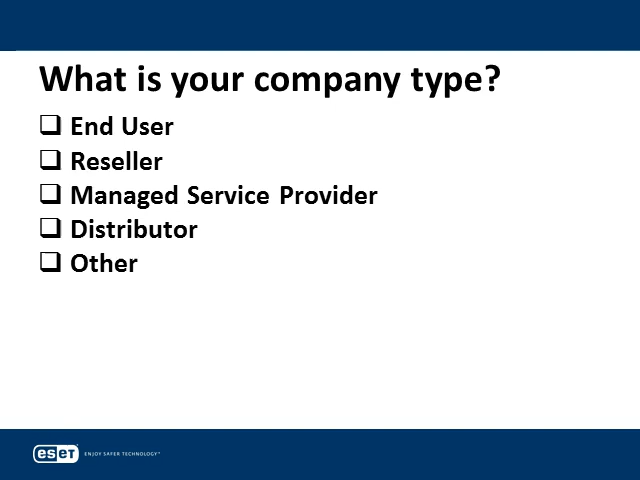 What is your company type?
❑ End User
❑ Reseller
❑ Managed Service Provider
❑ Distributor
❑ Other
eset ENJOY SAFER TECHNOLOGY™